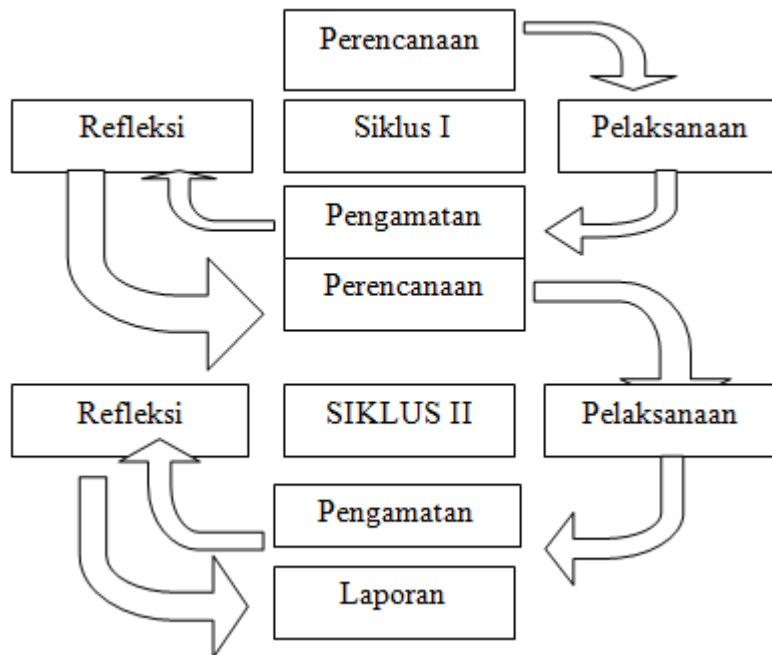 Perencanaan
Refleksi
Siklus I
Pelaksanaan
Pengamatan
Perencanaan
Refleksi
SIKLUS II
Pelaksanaan
Pengamatan
Laporan